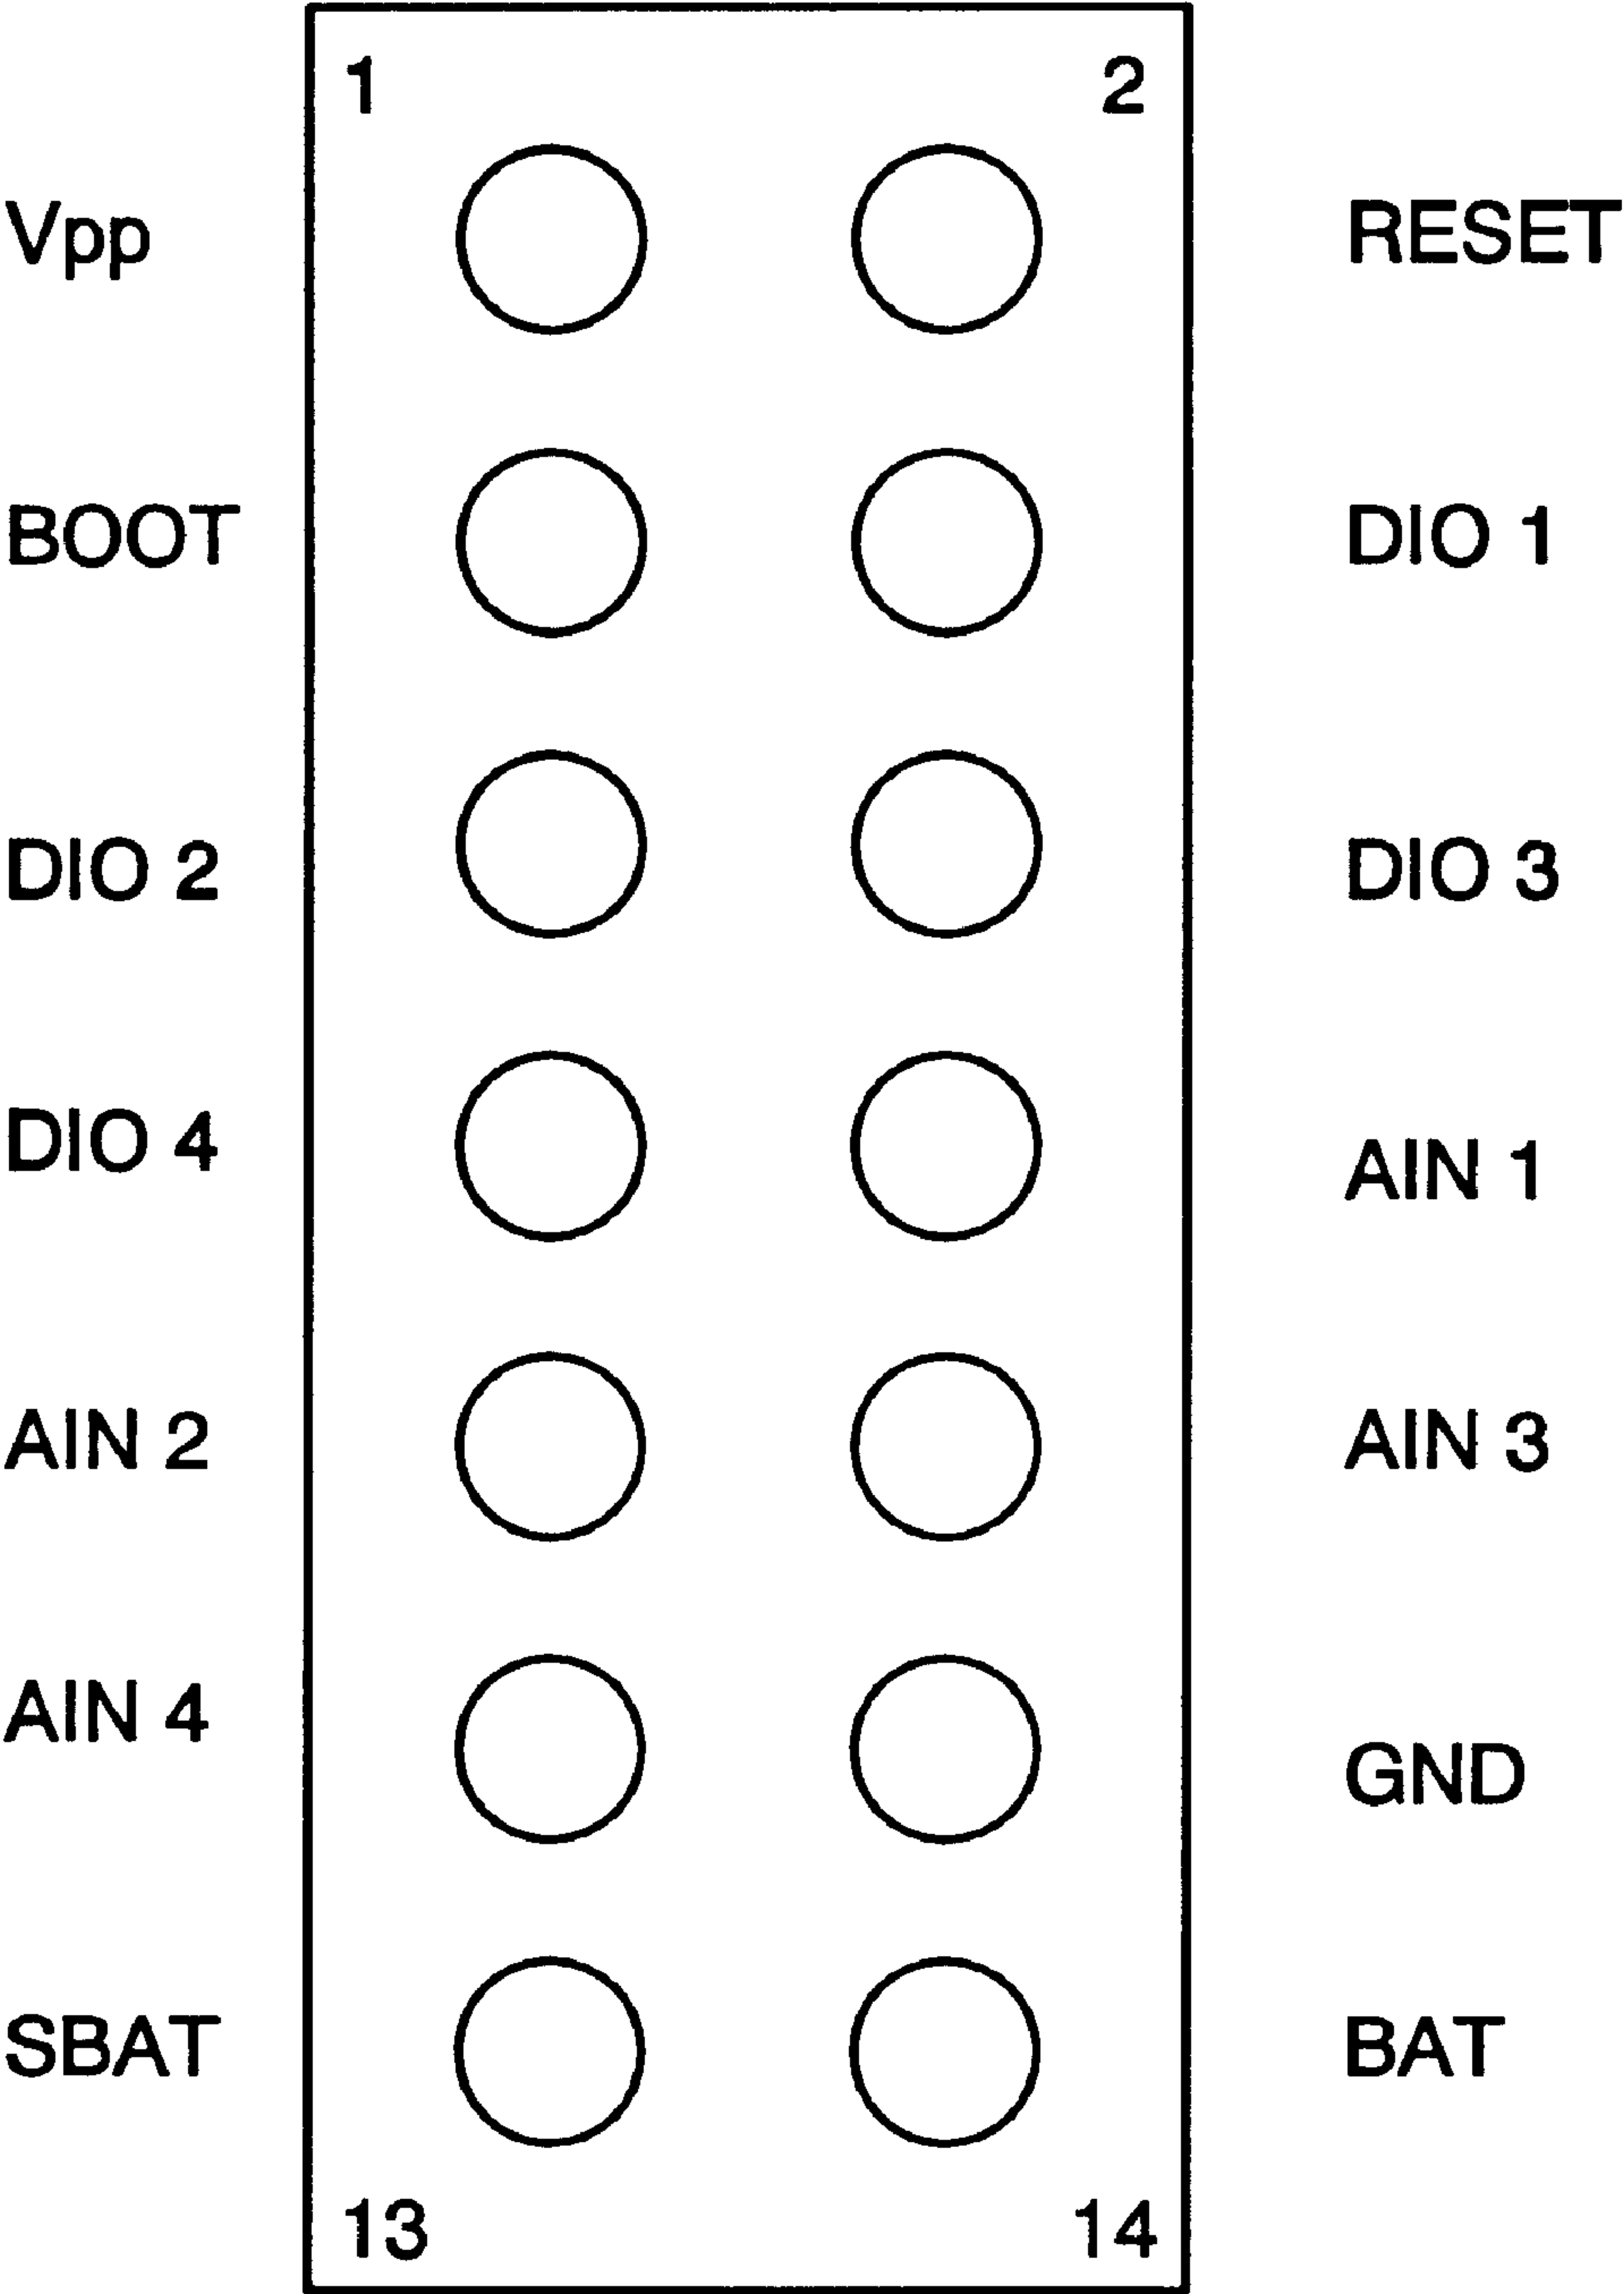 1 2
Vpp RESET
BOOT DIO 1
DIO 2 DIO 3
DIO 4 AIN 1
AIN 2 AIN 3
AIN 4 GND
SBAT BAT
13 14